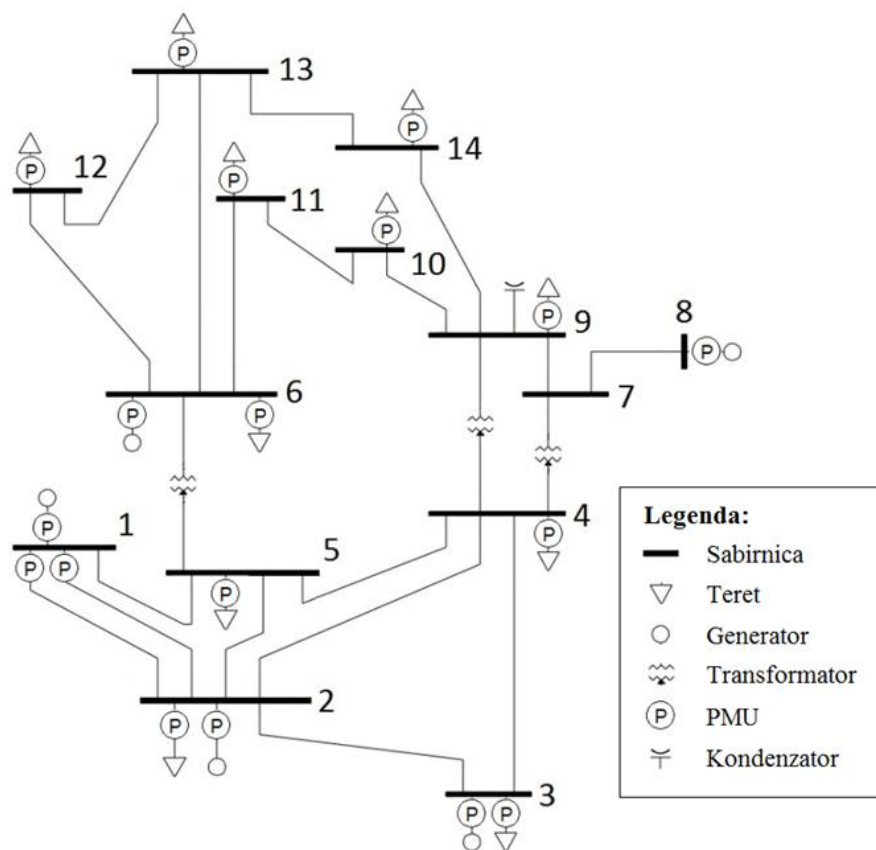 P
13
P
14
P
12
P
11
P
10
P
9
8
P
7
6
P
P
P
1
P
P
5
P
4
P
2
P
P
3
P
P
Legenda:
Sabirnica
Teret
Generator
Transformator
P PMU
Kondenzator